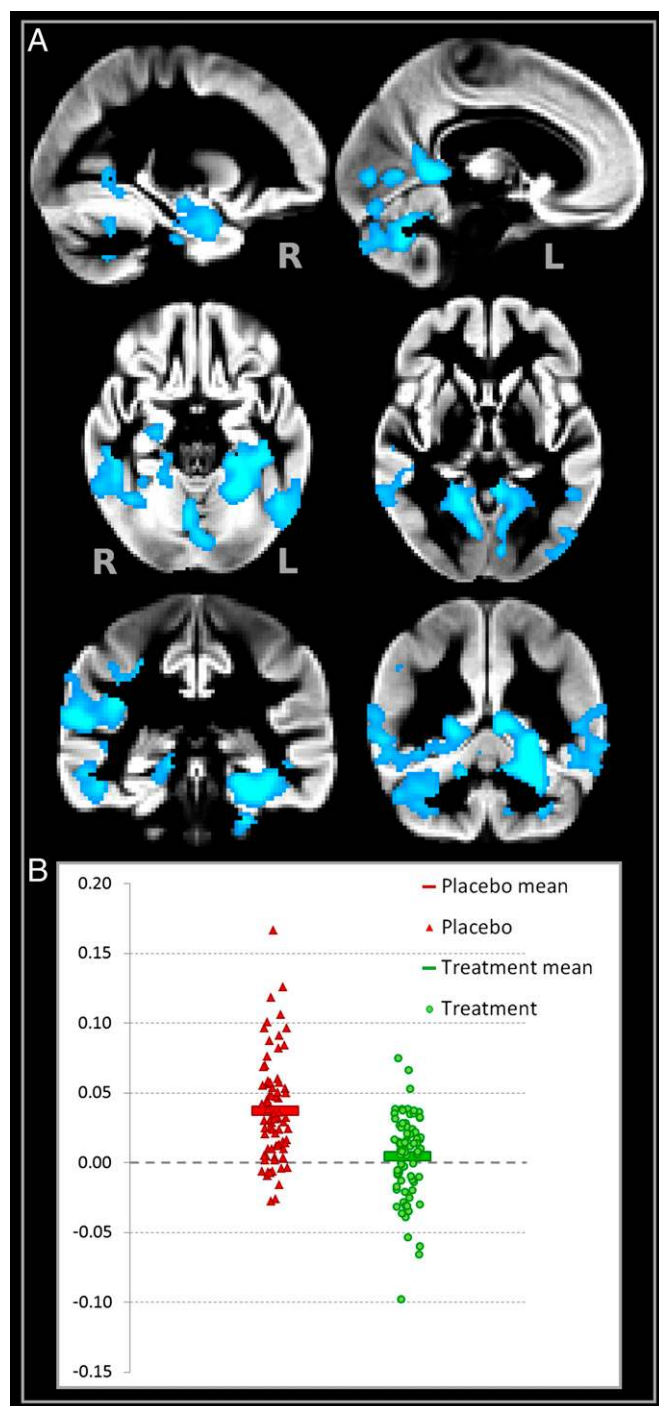 A
R
L
R
L
B
0.20
Placebo mean
0.15
Placebo
Treatment mean
0.10
Treatment
0.05
0.00
-0.05
-0.10
-0.15